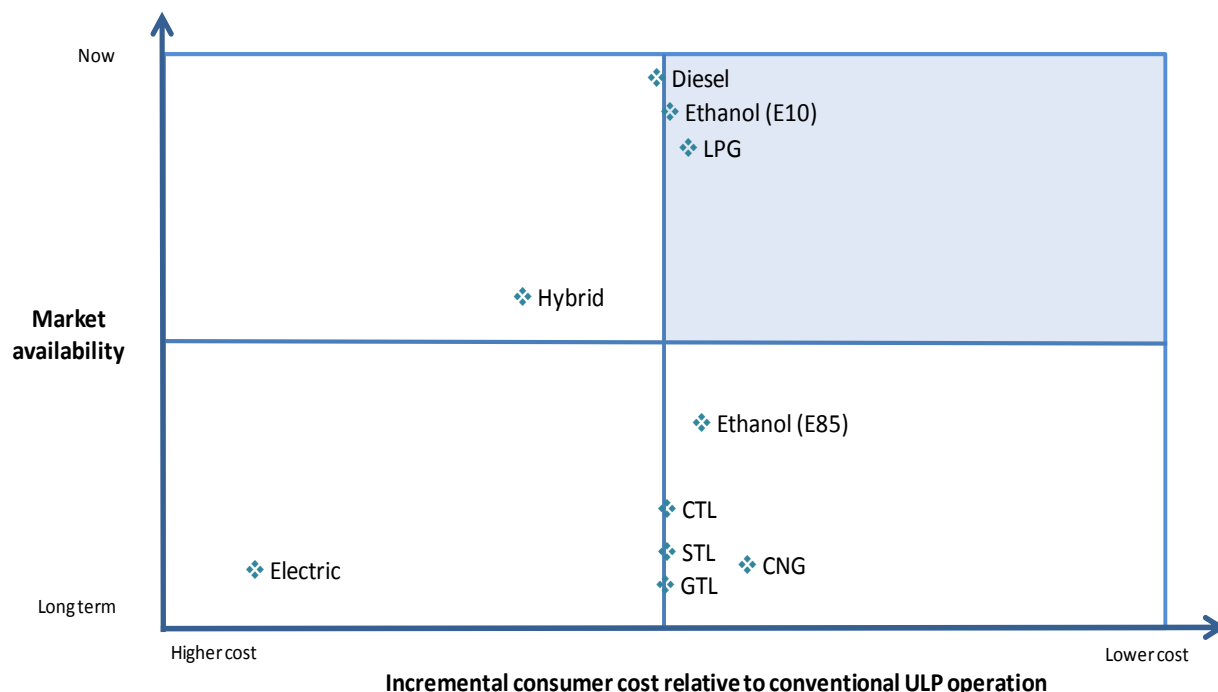 Now
Diesel
Ethanol (E10)
LPG
Hybrid
Market
availability
Ethanol (E85)
CTL
STL
CNG
Electric
GTL
Long term
Higher cost
Lower cost
Incremental consumer cost relative to conventional ULP operation